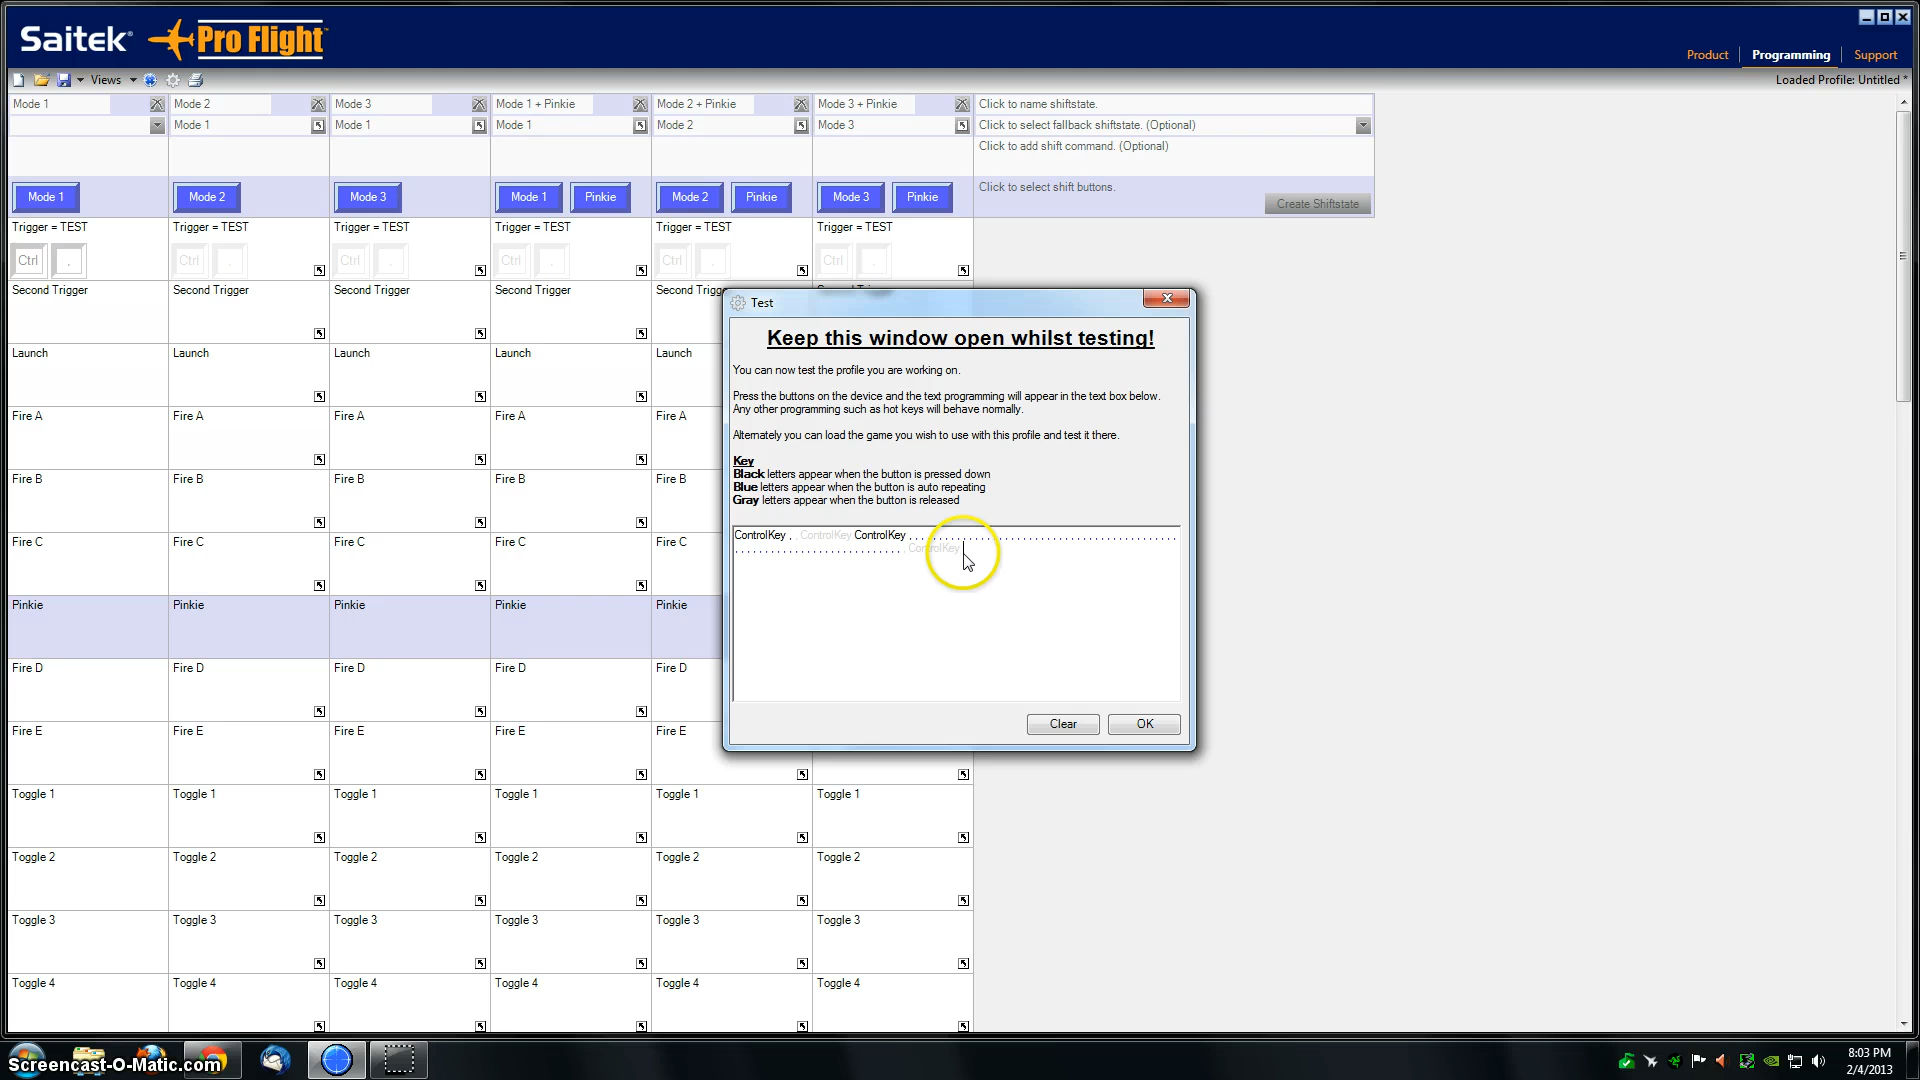 Saitek Pro Flight
Product Programming Support
Views
Loaded Profile: Untitled *
Mode 1 Mode 2 Mode 3 Mode 1 + Pinkie Mode 2 + Pinkie Mode 3 + Pinkie Click to name shiftstate.
Mode 1 Mode 1 Mode 1 Mode 2 Mode 3 Click to select fallback shiftstate. (Optional)
Click to add shift command. (Optional)
Mode 1 Mode 2 Mode 3 Mode 1 Pinkie Mode 2 Pinkie Mode 3 Pinkie Click to select shift buttons.
Create Shiftstate
Trigger = TEST Trigger = TEST Trigger = TEST Trigger = TEST Trigger = TEST Trigger = TEST
Ctrl . Ctrl . Ctrl . Ctrl . Ctrl . Ctrl .
Second Trigger Second Trigger Second Trigger Second Trigger Second Trigg
Launch Launch Launch Launch Launch
Fire A Fire A Fire A Fire A Fire A
Fire B Fire B Fire B Fire B Fire B
Fire C Fire C Fire C Fire C Fire C
Pinkie Pinkie Pinkie Pinkie Pinkie
Fire D Fire D Fire D Fire D Fire D
Fire E Fire E Fire E Fire E Fire E
Toggle 1 Toggle 1 Toggle 1 Toggle 1 Toggle 1 Toggle 1
Toggle 2 Toggle 2 Toggle 2 Toggle 2 Toggle 2 Toggle 2
Toggle 3 Toggle 3 Toggle 3 Toggle 3 Toggle 3 Toggle 3
Toggle 4 Toggle 4 Toggle 4 Toggle 4 Toggle 4 Toggle 4
Test
Keep this window open whilst testing!
You can now test the profile you are working on.
Press the buttons on the device and the text programming will appear in the text box below.
Any other programming such as hot keys will behave normally.
Alternately you can load the game you wish to use with this profile and test it there.
Key
Black letters appear when the button is pressed down
Blue letters appear when the button is auto repeating
Gray letters appear when the button is released
ControlKey . . ControlKey ControlKey . . . . . . . . . . . . . . . . . . . . . . . . . . . . . . . . . . . . . . . .
. . . . . . . . . . . . . . . . . . . . . . . . . ControlKey
Clear OK
Screencast-O-Matic.com
8:03 PM
2/4/2013